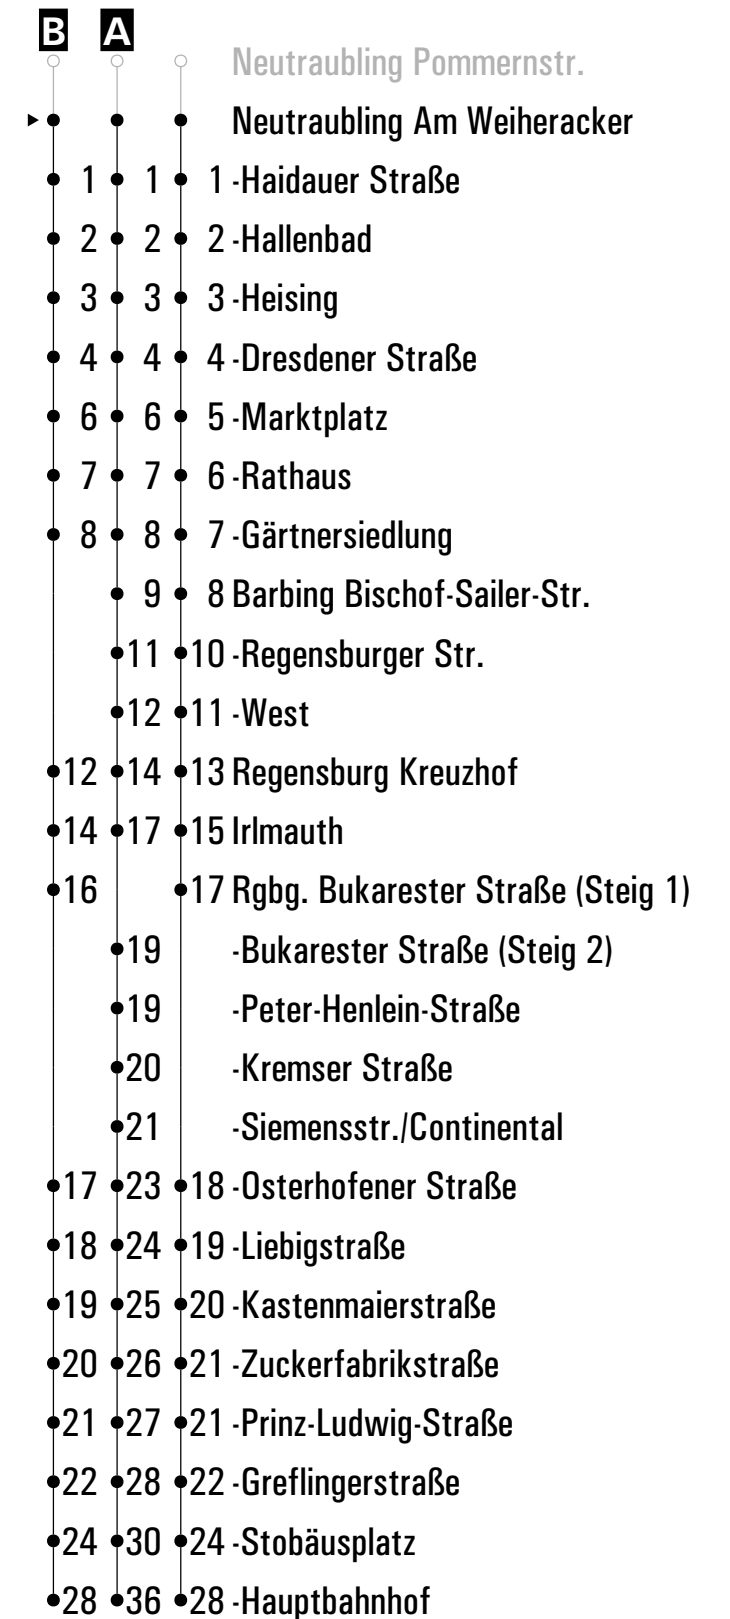 B A
Neutraubling Pommernstr.
Neutraubling Am Weiheracker
1 1 1 -Haidauer Straße
2 2 2 -Hallenbad
3 3 3 -Heising
4 4 4 -Dresdener Straße
6 6 5 -Marktplatz
7 7 6 -Rathaus
8 8 7 -Gärtnersiedlung
9 8 Barbing Bischof-Sailer-Str.
11 10 -Regensburger Str.
12 11 -West
12 14 13 Regensburg Kreuzhof
14 17 15 Irlmauth
16 17 Rgbg. Bukarester Straße (Steig 1)
19 -Bukarester Straße (Steig 2)
19 -Peter-Henlein-Straße
20 -Kremser Straße
21 -Siemensstr./Continental
17 23 18 -Osterhofener Straße
18 24 19 -Liebigstraße
19 25 20 -Kastenmaierstraße
20 26 21 -Zuckerfabrikstraße
21 27 21 -Prinz-Ludwig-Straße
22 28 22 -Greflingerstraße
24 30 24 -Stobäusplatz
28 36 28 -Hauptbahnhof